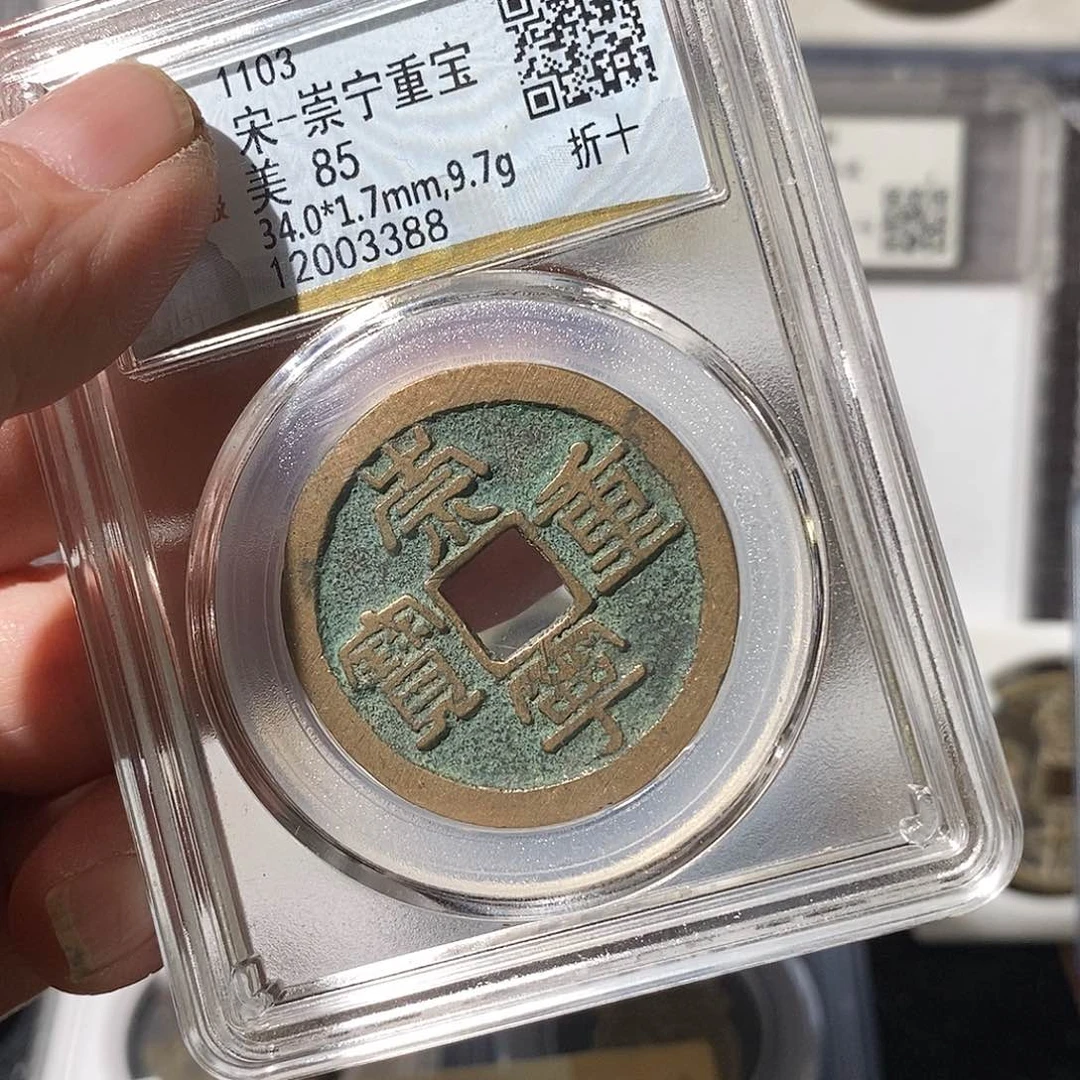 1103
宋-崇宁重宝
美 85
34.0*1.7mm,9.7g
12003388
折十
崇寧重寶